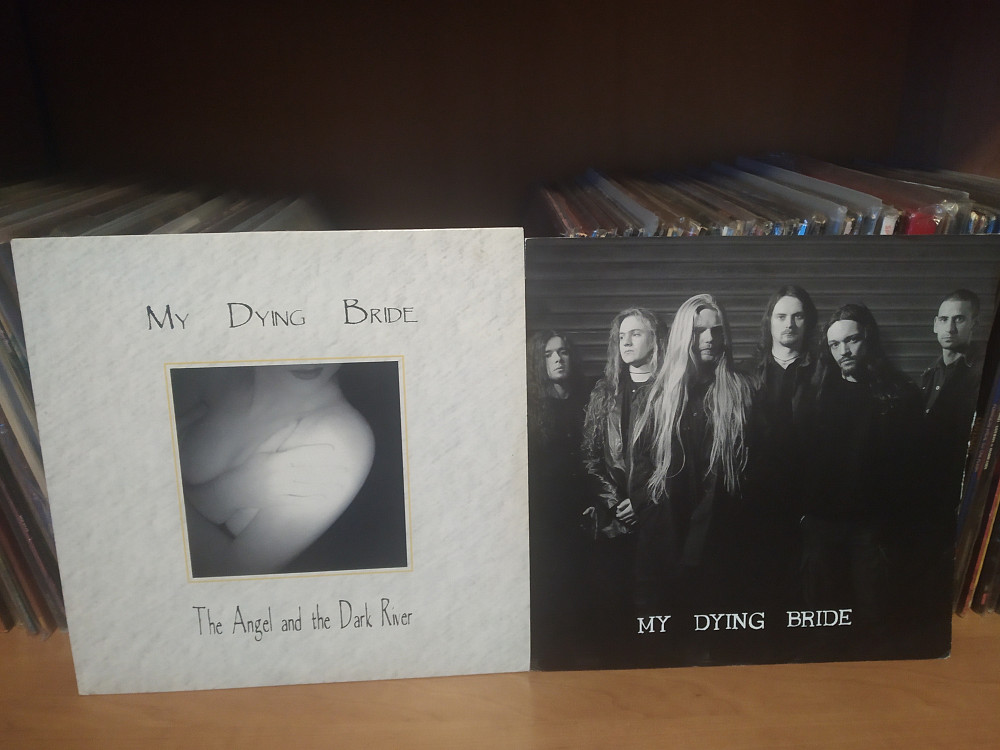 My Dying Bride
The Angel and the Dark River
MY DYING BRIDE